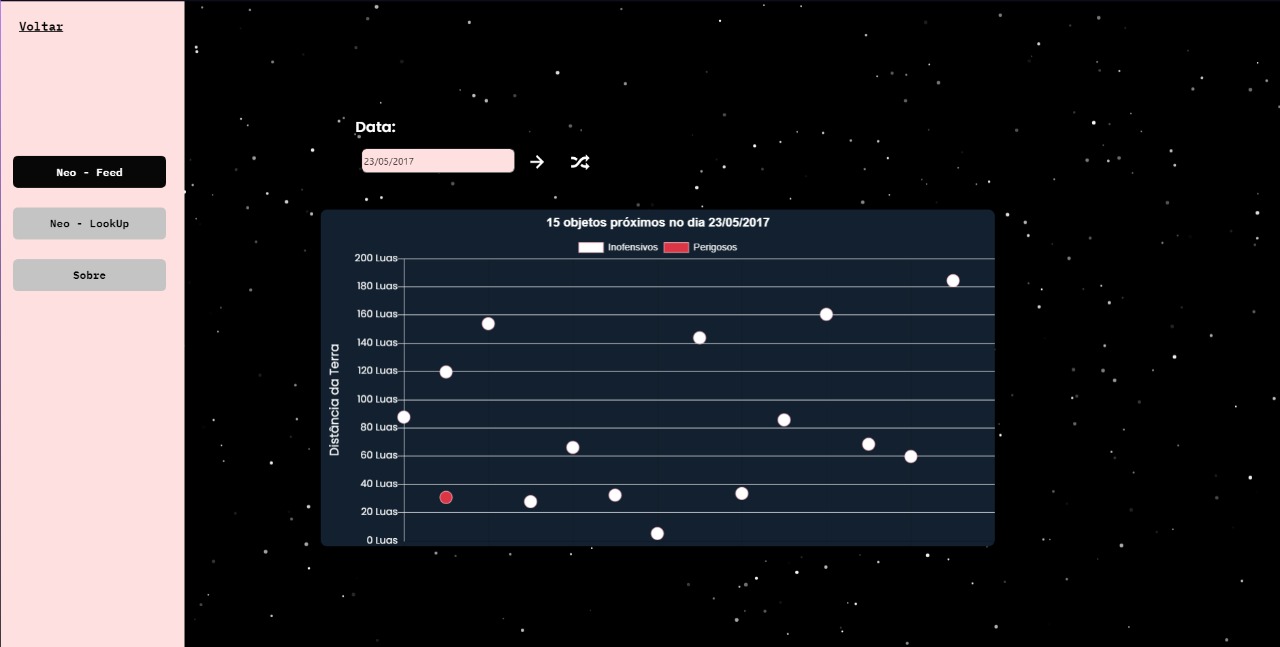 Voltar
Neo - Feed
Neo - LookUp
Sobre
Data:
23/05/2017
15 objetos próximos no dia 23/05/2017
Inofensivos Perigosos
Distância da Terra
200 Luas
180 Luas
160 Luas
140 Luas
120 Luas
100 Luas
80 Luas
60 Luas
40 Luas
20 Luas
0 Luas